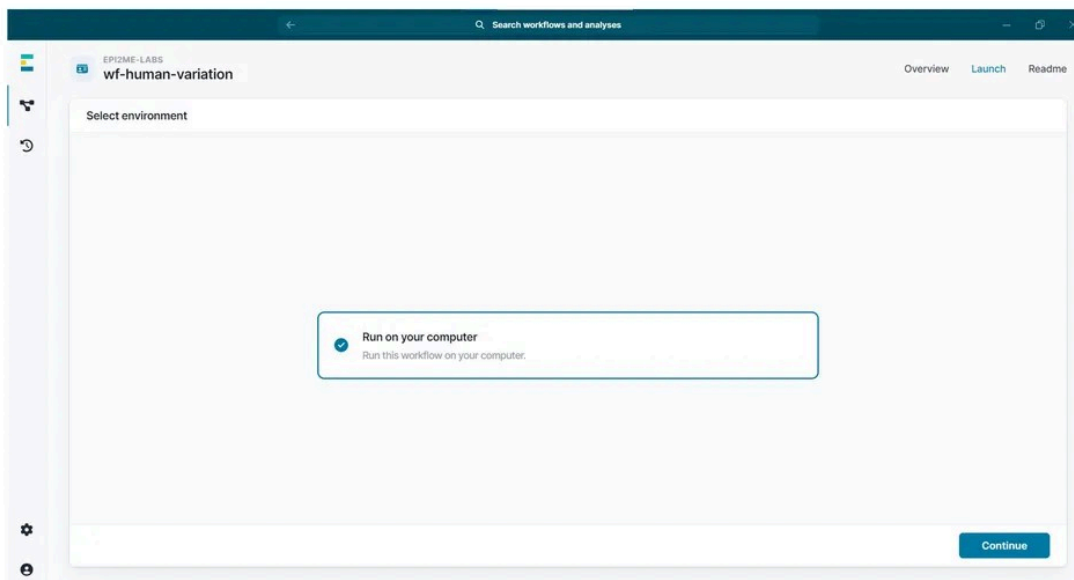 Search workflows and analyses
EPI2ME-LABS
wf-human-variation
Overview Launch Readme
Select environment
Run on your computer
Run this workflow on your computer.
Continue